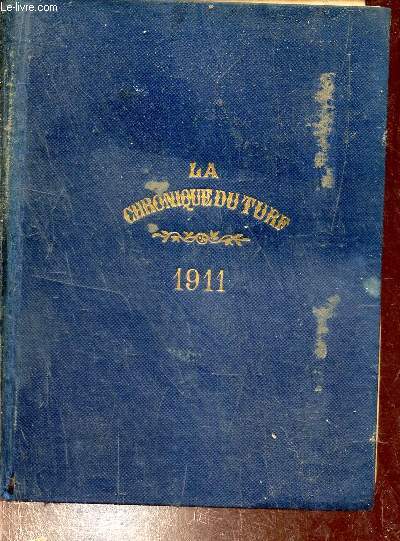 Le-livre.com
LA
CHRONIQUE DU TURF
1911